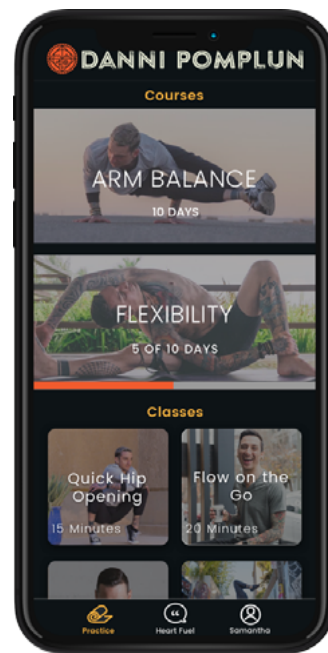 DANNI POMPLUN
Courses
ARM BALANCE
10 DAYS
FLEXIBILITY
5 OF 10 DAYS
Classes
Quick Hip
Opening
15 Minutes
Flow on the
Go
20 Minutes
Practice
Heart Fuel
Samantha